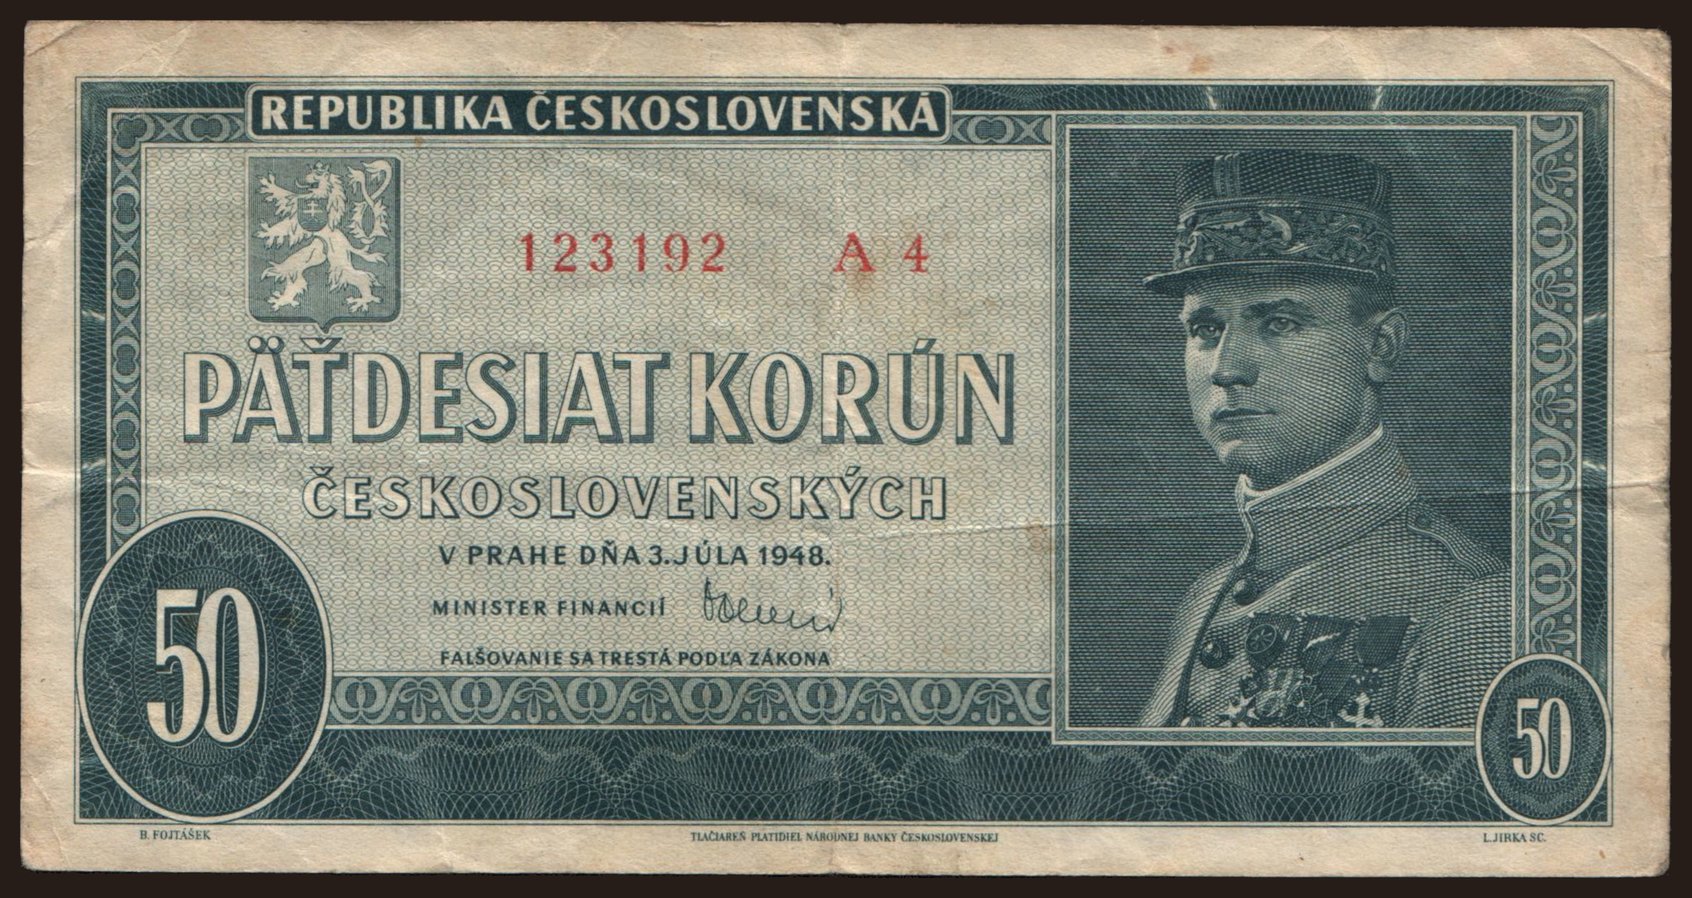 REPUBLIKA ČESKOSLOVENSKÁ
123192 A 4
PÄŤDESIAT KORÚN
ČESKOSLOVENSKÝCH
V PRAHE DŇA 3. JÚLA 1948.
MINISTER FINANCIÍ
FALŠOVANIE SA TRESTÁ PODĽA ZÁKONA
50
50
B. FOJTÁŠEK
TLAČIAREŇ PLATIDIEL NÁRODNEJ BANKY ČESKOSLOVENSKEJ
L. JIRKA SC.